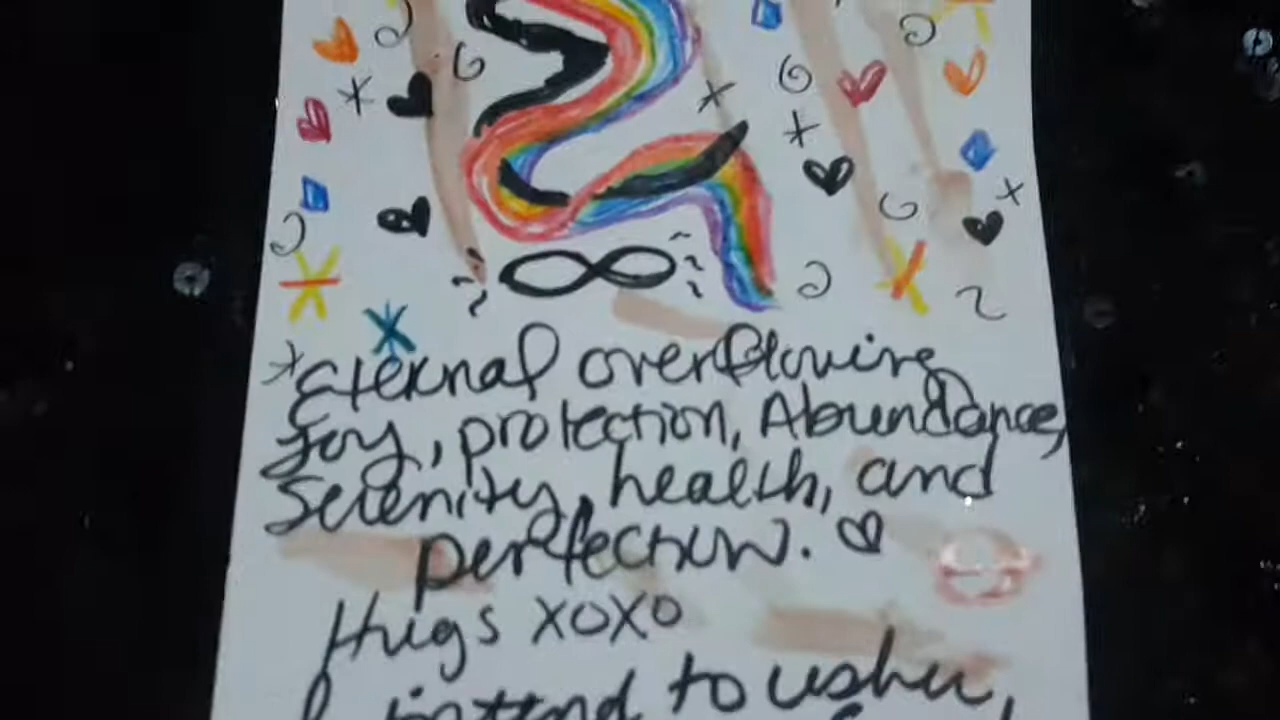 *Eternal overflowing
Joy, protection, Abundance,
Serenity, health, and
perfection.
Hugs xoxo
I intend to usher,